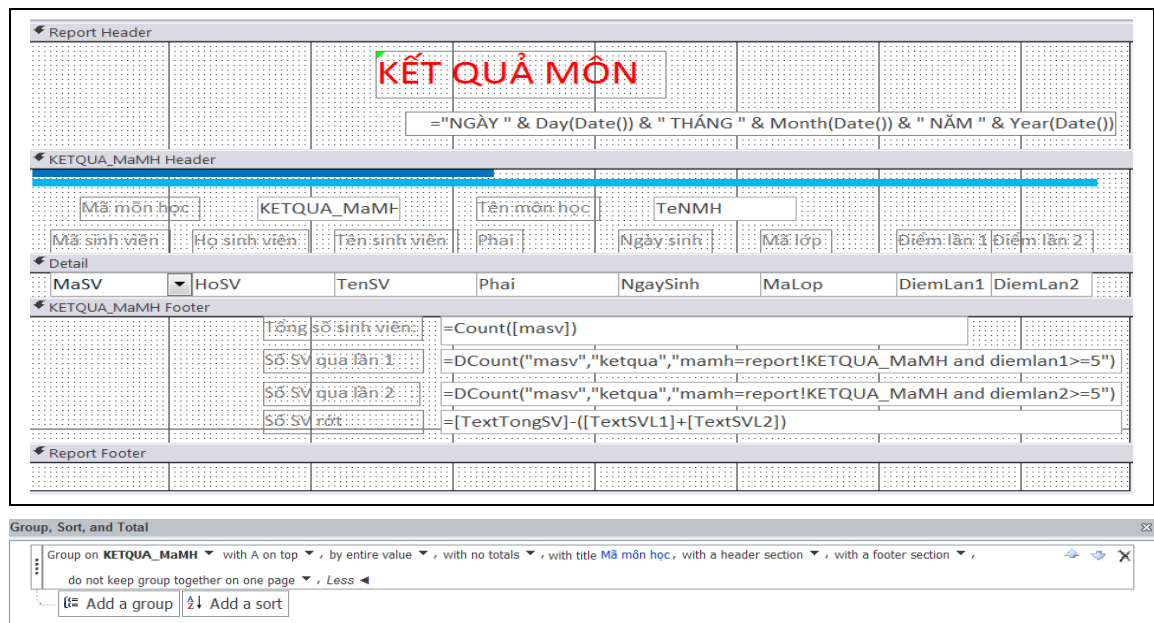 Report Header
KẾT QUẢ MÔN
="NGÀY " & Day(Date()) & " THÁNG " & Month(Date()) & " NĂM " & Year(Date())
KETQUA_MaMH Header
Mã môn học KETQUA_MaMH Tên môn học TeNMH
Mã sinh viên Họ sinh viên Tên sinh viên Phai Ngày sinh Mã lớp Điểm lần 1 Điểm lần 2
Detail
MaSV HoSV TenSV Phai NgaySinh MaLop DiemLan1 DiemLan2
KETQUA_MaMH Footer
Tổng số sinh viên: =Count([masv])
Số SV qua lần 1 =DCount("masv","ketqua","mamh=report!KETQUA_MaMH and diemlan1>=5")
Số SV qua lần 2 =DCount("masv","ketqua","mamh=report!KETQUA_MaMH and diemlan2>=5")
Số SV rớt =[TextTongSV]-([TextSVL1]+[TextSVL2])
Report Footer
Group, Sort, and Total
Group on KETQUA_MaMH ▼ with A on top ▼ , by entire value ▼ , with no totals ▼ , with title Mã môn học , with a header section ▼ , with a footer section ▼ ,
do not keep group together on one page ▼ , Less ◄
Add a group Add a sort